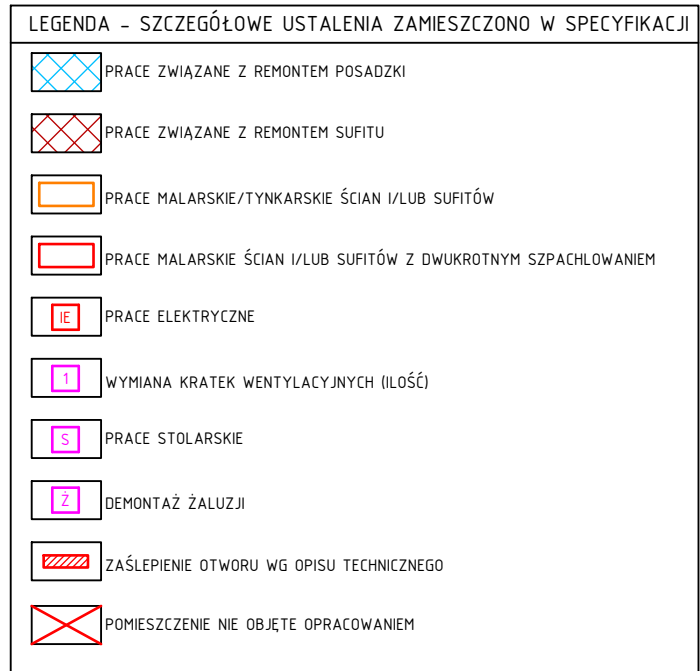 LEGENDA - SZCZEGÓŁOWE USTALENIA ZAMIESZCZONO W SPECYFIKACJI
PRACE ZWIĄZANE Z REMONTEM POSADZKI
PRACE ZWIĄZANE Z REMONTEM SUFITU
PRACE MALARSKIE/TYNKARSKIE ŚCIAN I/LUB SUFITÓW
PRACE MALARSKIE ŚCIAN I/LUB SUFITÓW Z DWUKROTNYM SZPACHLOWANIEM
IE PRACE ELEKTRYCZNE
1 WYMIANA KRATEK WENTYLACYJNYCH (ILOŚĆ)
S PRACE STOLARSKIE
Ż DEMONTAŻ ŻALUZJI
ZAŚLEPIENIE OTWORU WG OPISU TECHNICZNEGO
POMIESZCZENIE NIE OBJĘTE OPRACOWANIEM